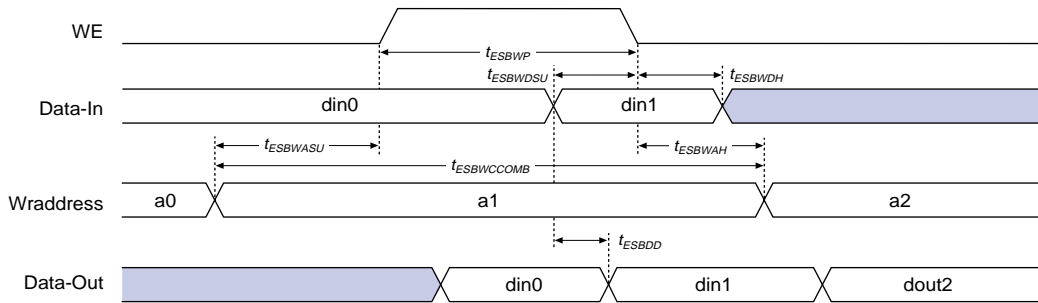 WE
tESBWP
tESBWDSU
tESBWDH
Data-In din0 din1
tESBWASU tESBWAH
tESBWCCOMB
Wraddress a0 a1 a2
tESBDD
Data-Out din0 din1 dout2